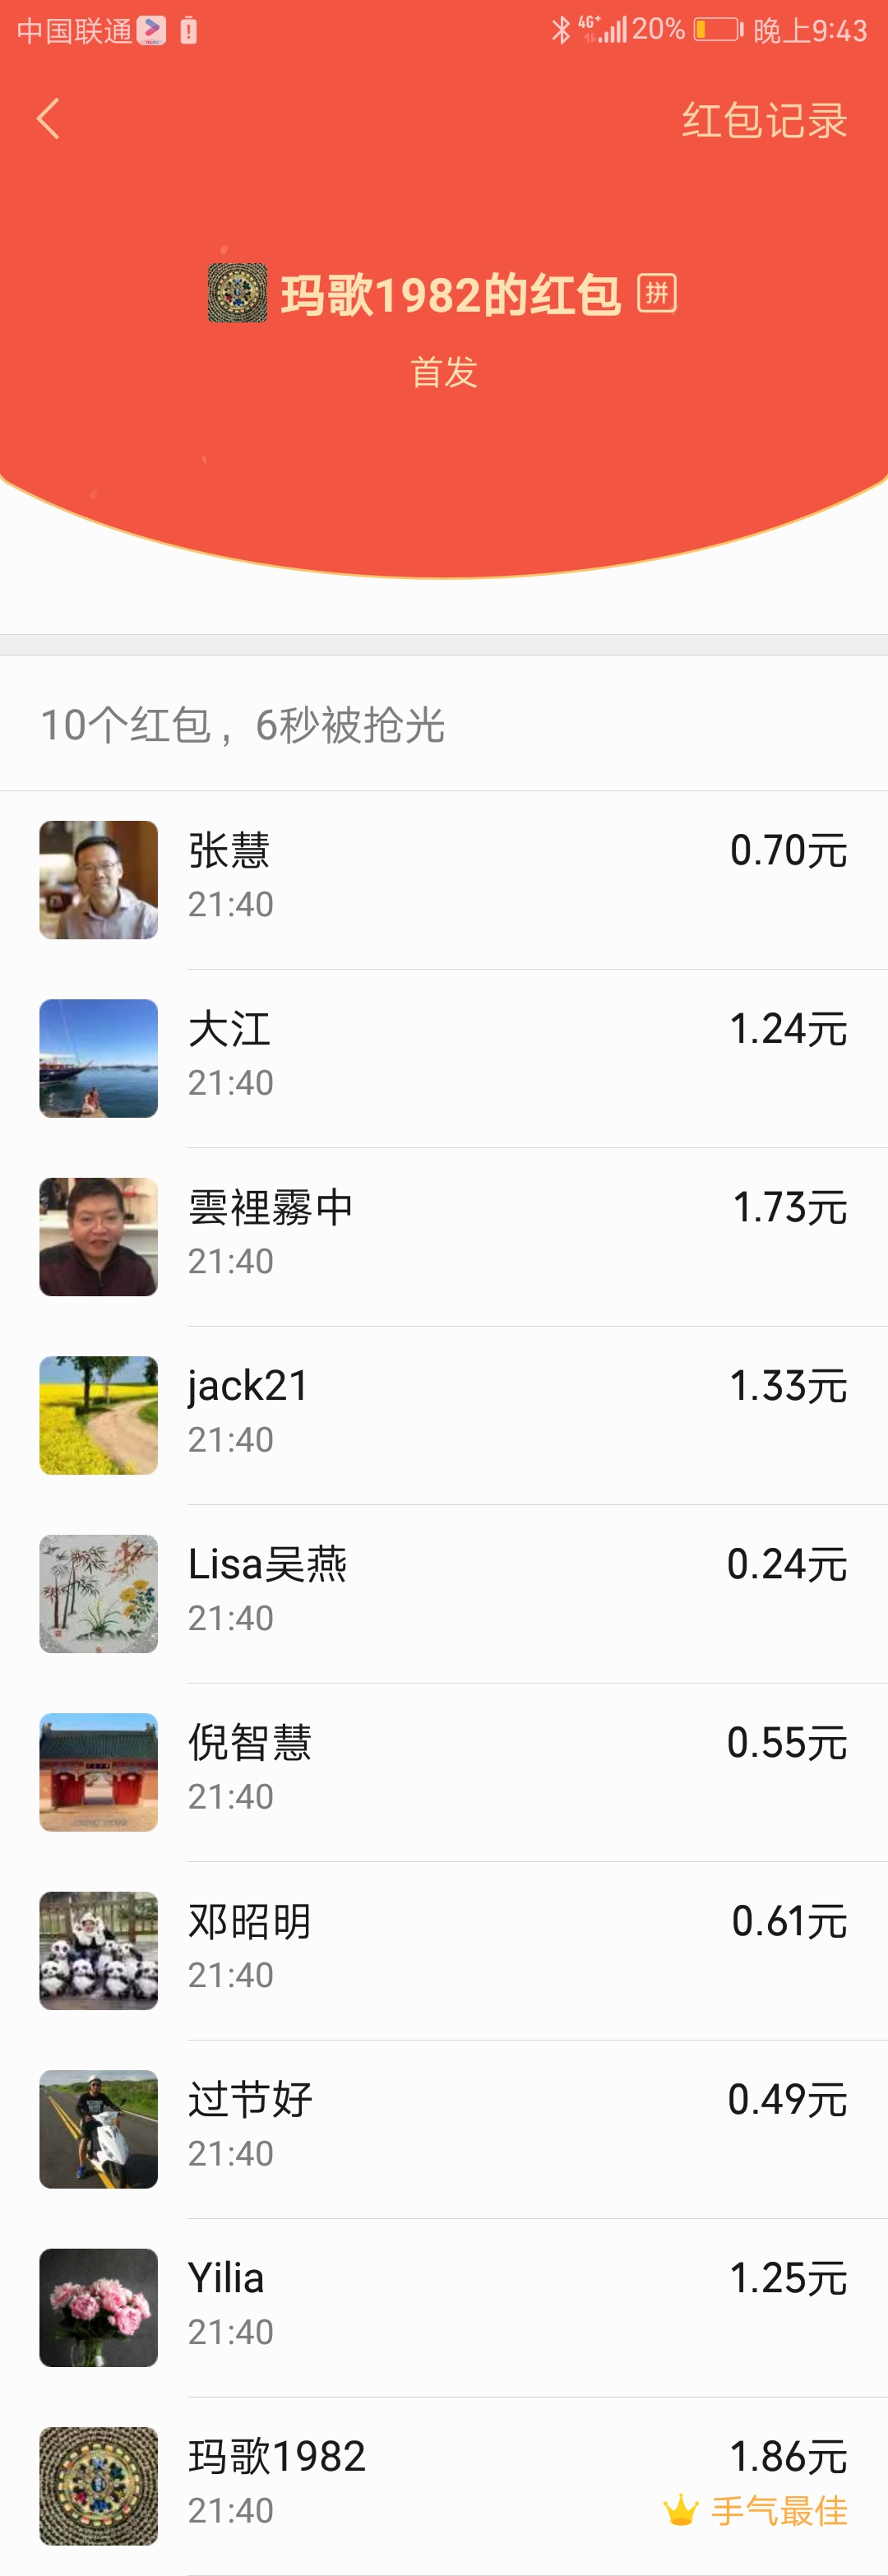 中国联通 4G+ 20% 晚上9:43
红包记录
玛歌1982的红包 拼
首发
10个红包，6秒被抢光
张慧 0.70元
21:40
大江 1.24元
21:40
雲裡霧中 1.73元
21:40
jack21 1.33元
21:40
Lisa吴燕 0.24元
21:40
倪智慧 0.55元
21:40
邓昭明 0.61元
21:40
过节好 0.49元
21:40
Yilia 1.25元
21:40
玛歌1982 1.86元
21:40 手气最佳